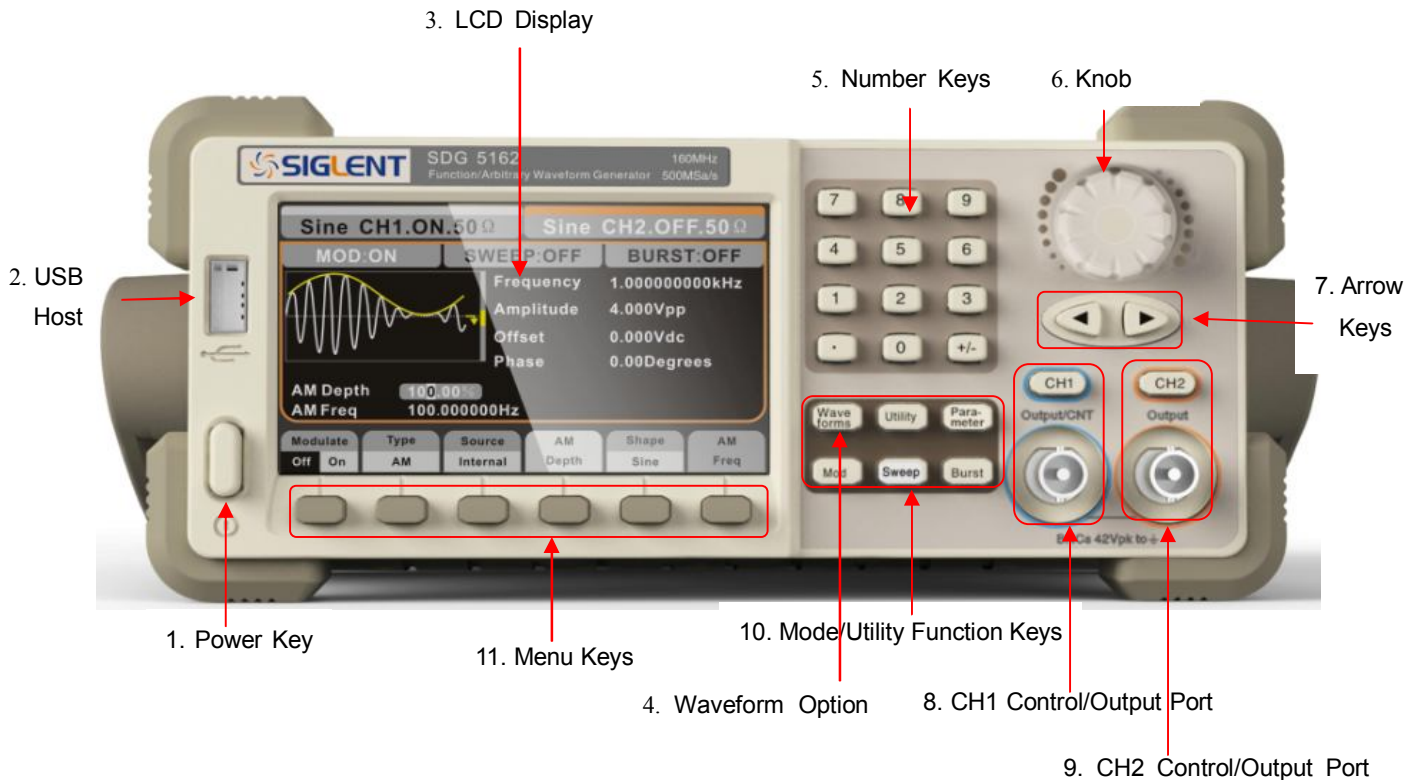 3. LCD Display
5. Number Keys
6. Knob
SIGLENT
SDG 5162
160MHz
Function/Arbitrary Waveform Generator 500MSa/s
Sine CH1.ON.50Ω
Sine CH2.OFF.50Ω
MOD:ON
SWEEP:OFF
BURST:OFF
Frequency 1.000000000kHz
Amplitude 4.000Vpp
Offset 0.000Vdc
Phase 0.00Degrees
AM Depth 100.00%
AM Freq 100.000000Hz
Modulate Type Source AM Shape AM
Off On AM Internal Depth Sine Freq
7 8 9
4 5 6
1 2 3
. 0 +/-
Wave forms
Utility
Para-meter
Mod
Sweep
Burst
CH1
CH2
Output/CNT
Output
42Vpk to
2. USB
Host
7. Arrow
Keys
1. Power Key
11. Menu Keys
10. Mode/Utility Function Keys
4. Waveform Option
8. CH1 Control/Output Port
9. CH2 Control/Output Port